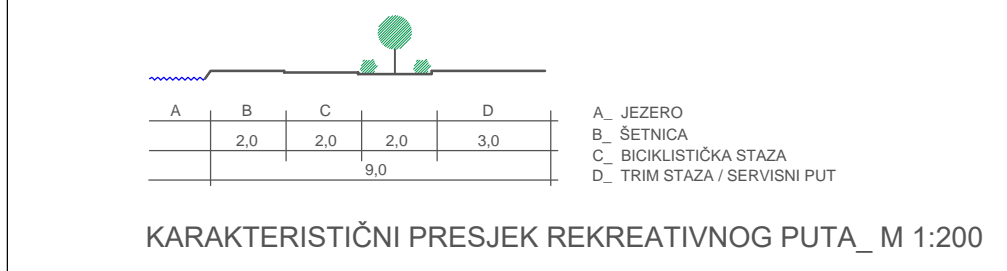 A B C D
2,0 2,0 2,0 3,0
9,0
A_ JEZERO
B_ ŠETNICA
C_ BICIKLISTIČKA STAZA
D_ TRIM STAZA / SERVISNI PUT
KARAKTERISTIČNI PRESJEK REKREATIVNOG PUTA_ M 1:200